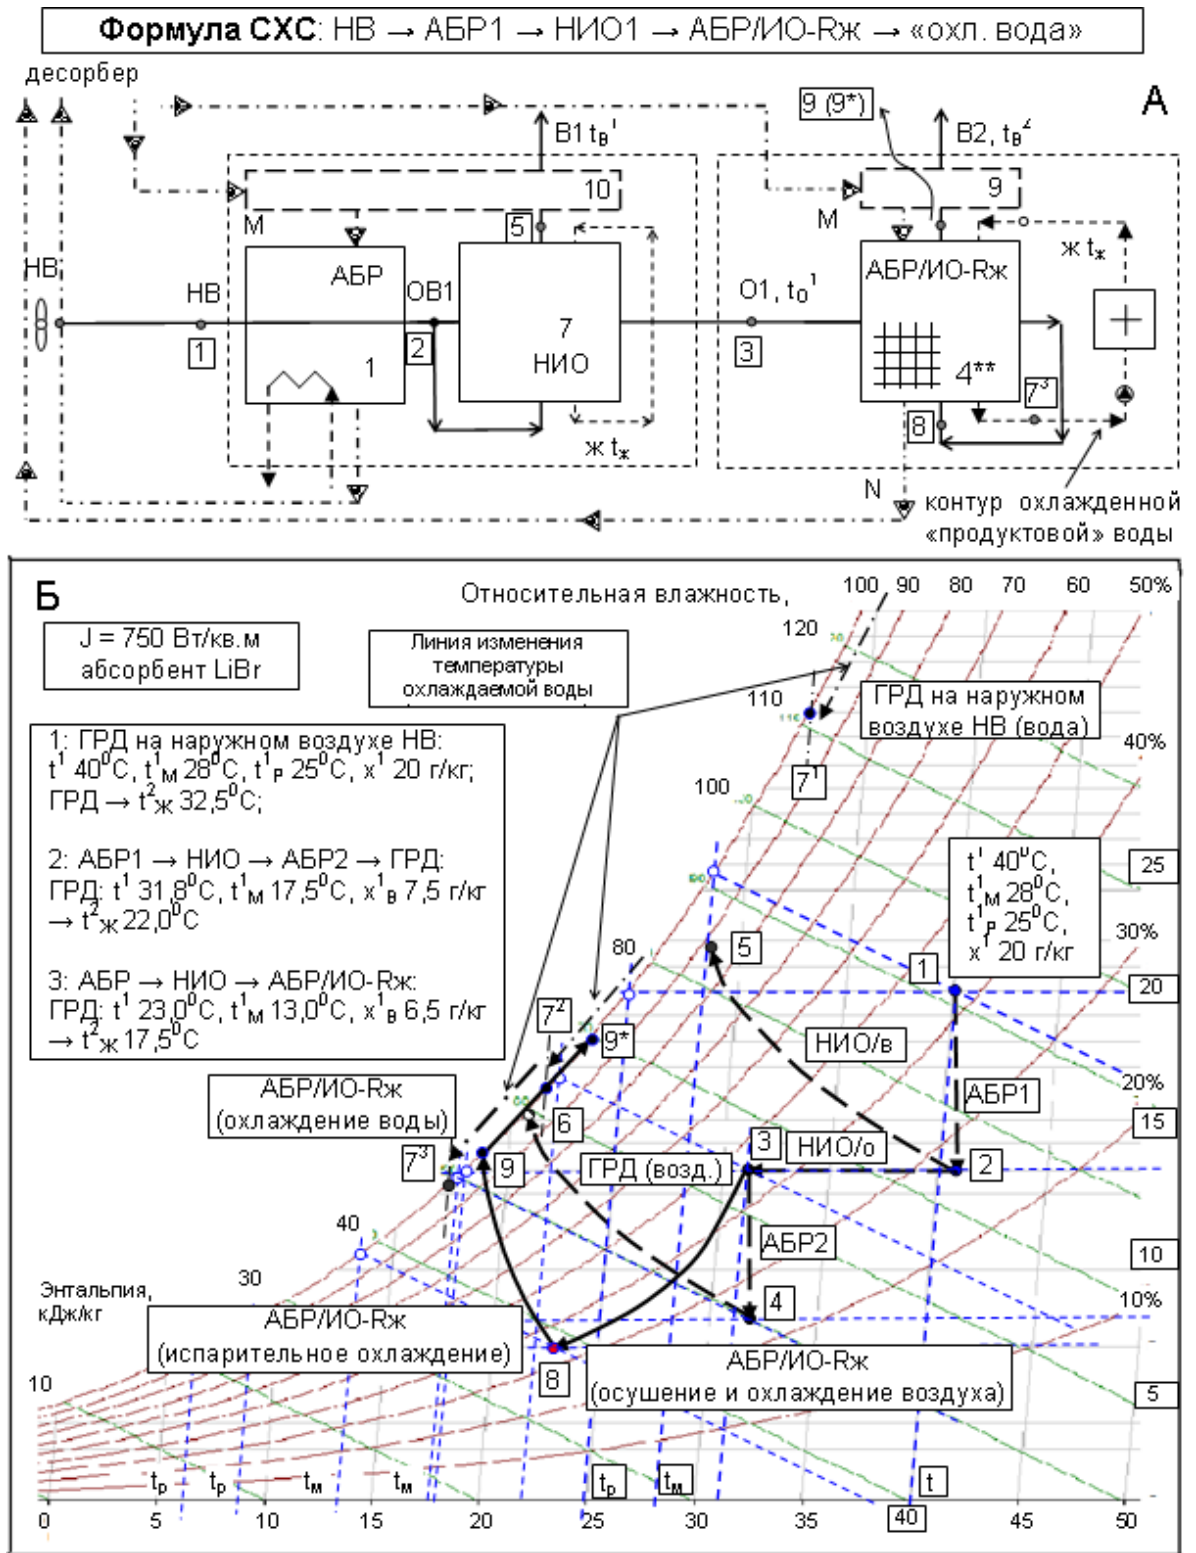 Формула СХС: НВ → АБР1 → НИО1 → АБР/ИО-Rж → «охл. вода»
десорбер
9 (9*)
А
В1 tв¹
В2, tв²
10
9
М
5
М
ж tж
НВ
АБР
АБР/ИО-Rж
НВ
ОВ1
О1, tо¹
7
НИО
1
2
3
1
4**
7³
8
ж tж
N
контур охлажденной
«продуктовой» воды
Б
Относительная влажность,
100 90 80 70 60 50%
J = 750 Вт/кв.м
абсорбент LiBr
Линия изменения
температуры
охлаждаемой воды
120
110
ГРД на наружном
воздухе НВ (вода)
40%
1: ГРД на наружном воздухе НВ:
t¹ 40⁰С, t¹м 28⁰С, t¹р 25⁰С, х¹ 20 г/кг;
ГРД → t²ж 32,5⁰С;
2: АБР1 → НИО → АБР2 → ГРД:
ГРД: t¹ 31,8⁰С, t¹м 17,5⁰С, х¹в 7,5 г/кг
→ t²ж 22,0⁰С
3: АБР → НИО → АБР/ИО-Rж:
ГРД: t¹ 23,0⁰С, t¹м 13,0⁰С, х¹в 6,5 г/кг
→ t²ж 17,5⁰С
7¹
100
t¹ 40⁰С,
t¹м 28⁰С,
t¹р 25⁰С,
х¹ 20 г/кг
25
30%
80
5
1
20
7²
9*
НИО/в
АБР/ИО-Rж
(охлаждение воды)
АБР1
20%
15
6
3
НИО/о
7³
9
ГРД (возд.)
2
40
АБР2
10
Энтальпия,
кДж/кг
30
4
10%
АБР/ИО-Rж
(испарительное охлаждение)
АБР/ИО-Rж
(осушение и охлаждение воздуха)
8
10
5
tр tр tм tм tр tм t
0 5 10 15 20 25 30 35 40 45 50